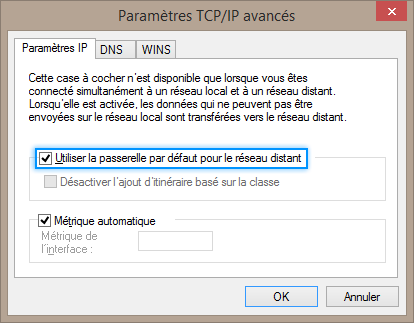 Paramètres TCP/IP avancés
Paramètres IP DNS WINS
Cette case à cocher n'est disponible que lorsque vous êtes
connecté simultanément à un réseau local et à un réseau distant.
Lorsqu'elle est activée, les données qui ne peuvent pas être
envoyées sur le réseau local sont transférées vers le réseau distant.
Utiliser la passerelle par défaut pour le réseau distant
Désactiver l'ajout d'itinéraire basé sur la classe
Métrique automatique
Métrique de
l'interface :
OK Annuler